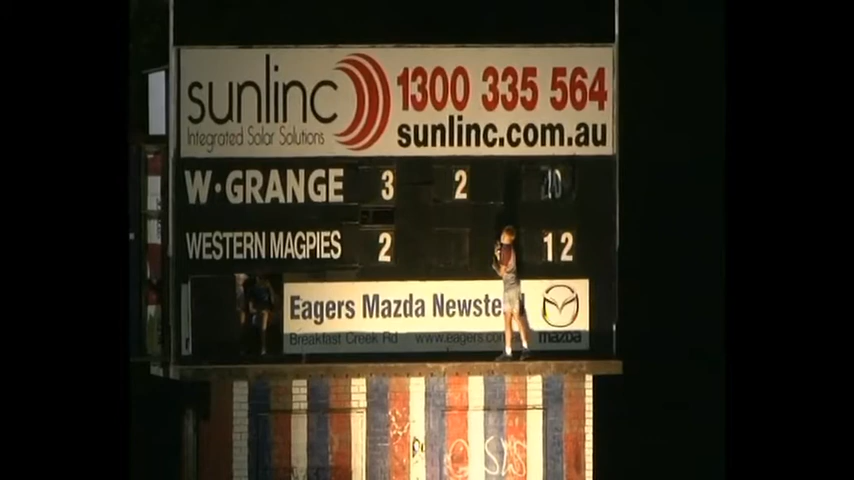 sunlinc
Integrated Solar Solutions
1300 335 564
sunlinc.com.au
W·GRANGE 3 2 20
WESTERN MAGPIES 2 12
Eagers Mazda Newste
Breakfast Creek Rd www.eagers.com mazda